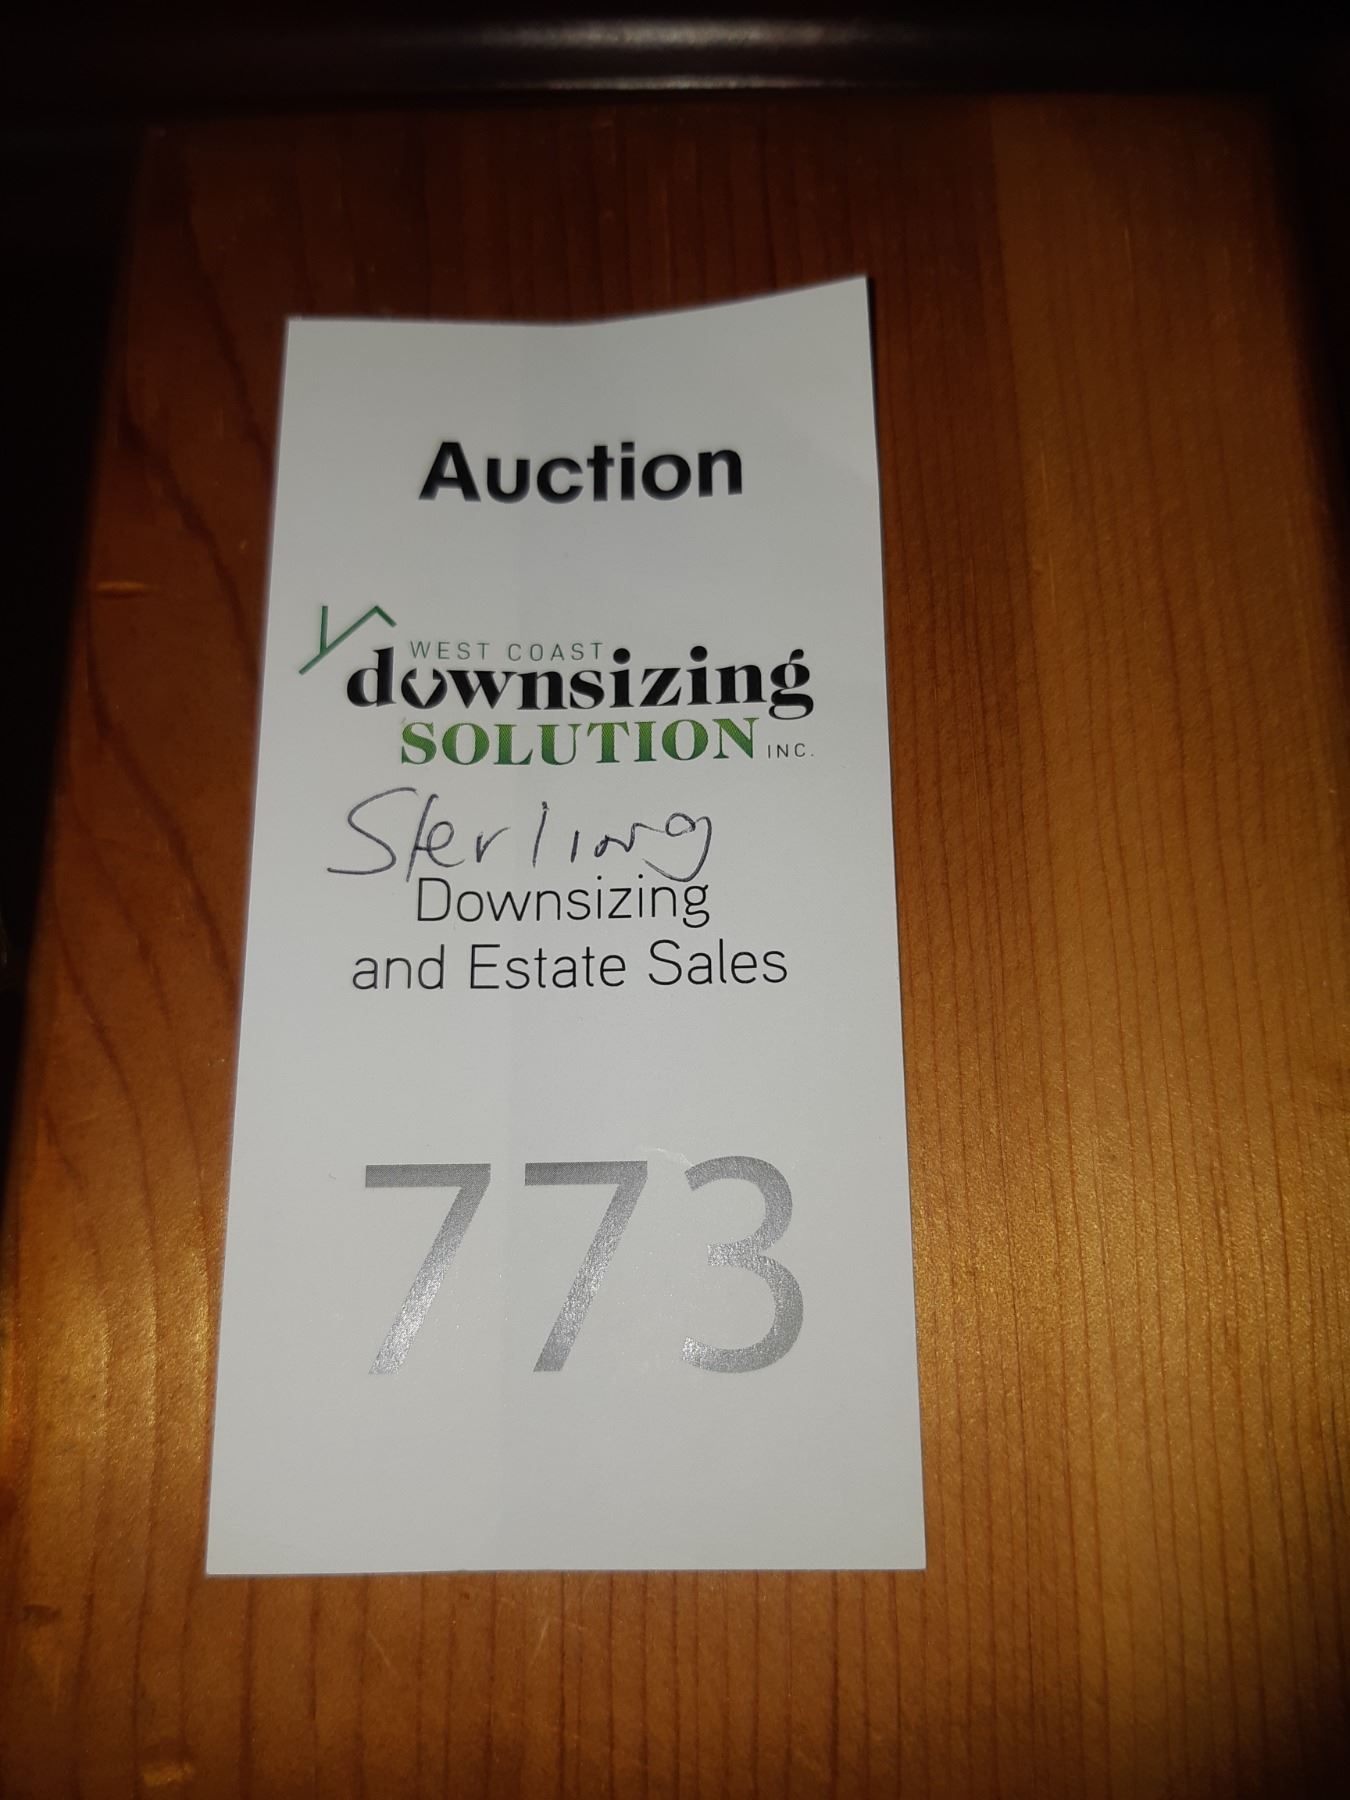 Auction
WEST COAST
downsizing
SOLUTION INC.
Sterling
Downsizing
and Estate Sales
773